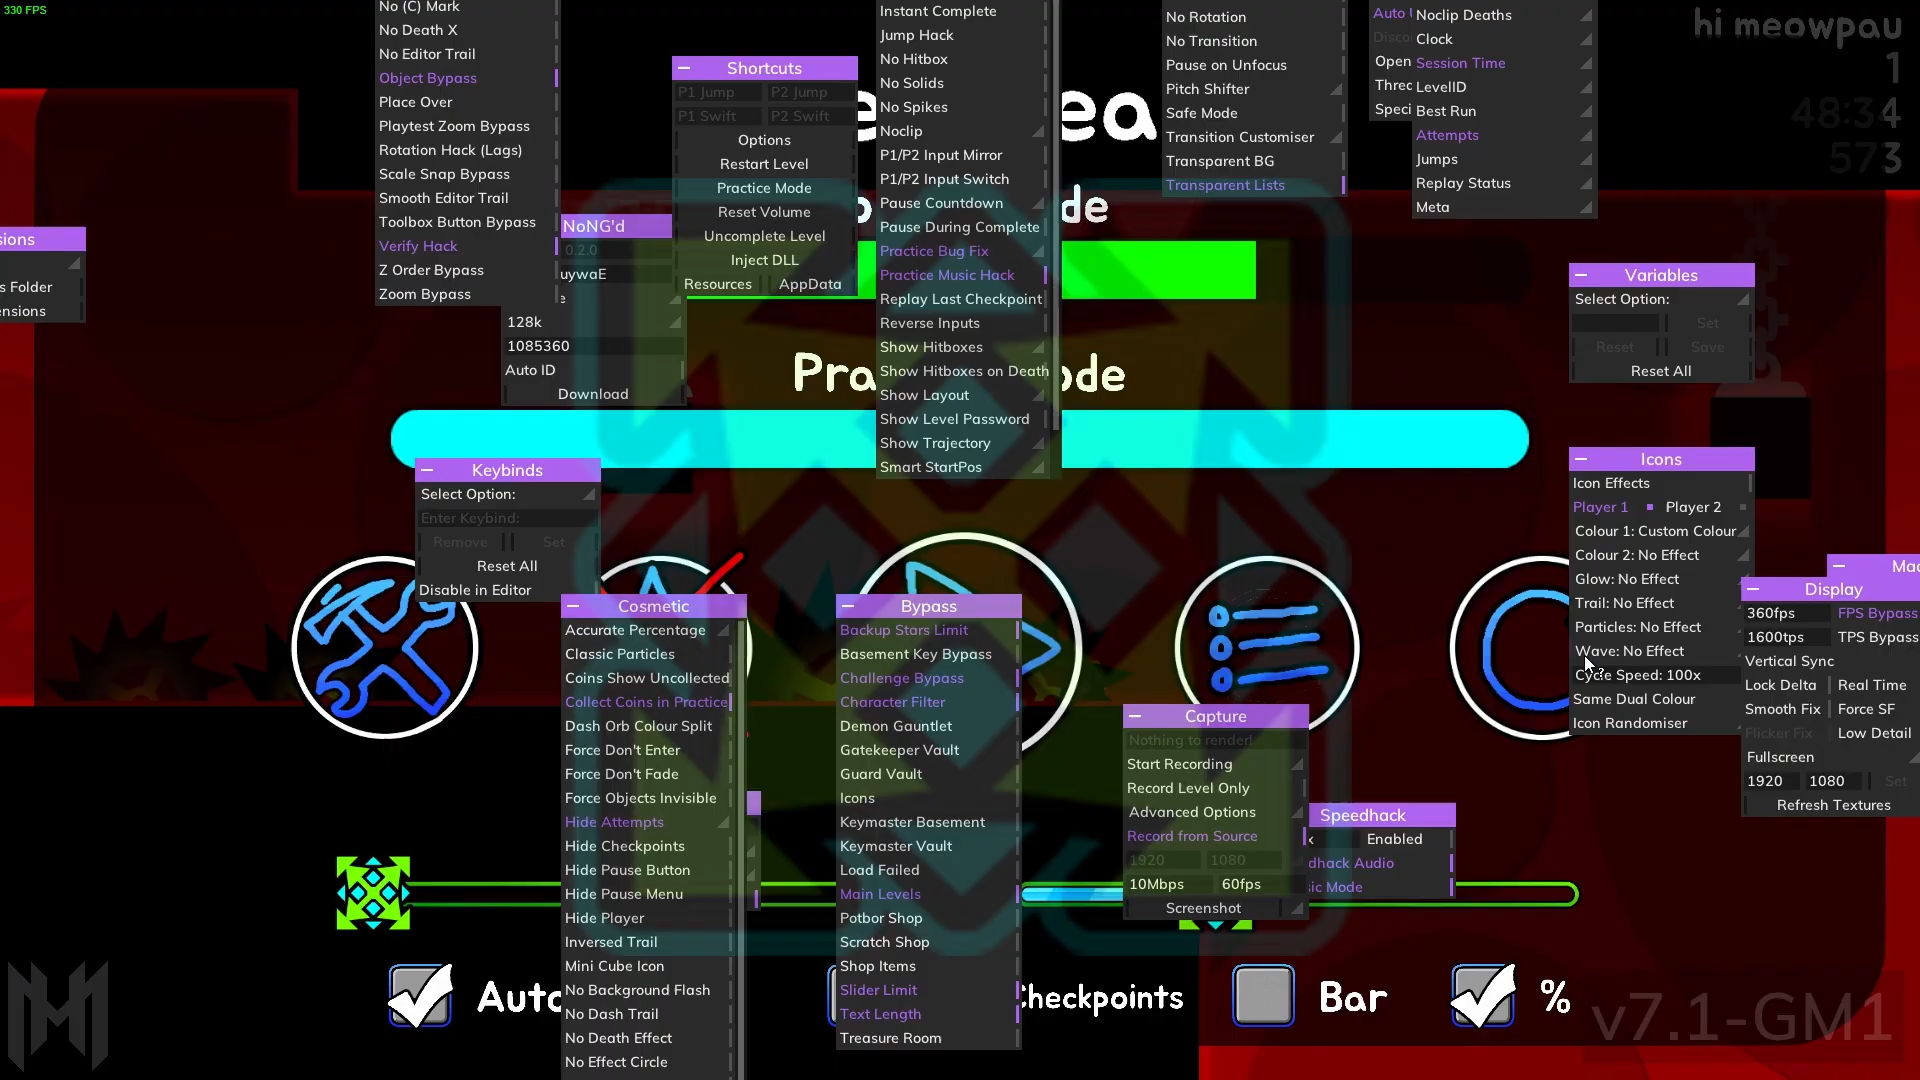 330 FPS
No (C) Mark
No Death X
No Editor Trail
Object Bypass
Place Over
Playtest Zoom Bypass
Rotation Hack (Lags)
Scale Snap Bypass
Smooth Editor Trail
Toolbox Button Bypass
Verify Hack
Z Order Bypass
Zoom Bypass
sions
s Folder
ensions
NoNG'd
0.2.0
uywaE
e
128k
1085360
Auto ID
Download
Shortcuts
P1 Jump P2 Jump
P1 Swift P2 Swift
Options
Restart Level
Practice Mode
Reset Volume
Uncomplete Level
Inject DLL
Resources AppData
Instant Complete
Jump Hack
No Hitbox
No Solids
No Spikes
Noclip
P1/P2 Input Mirror
P1/P2 Input Switch
Pause Countdown
Pause During Complete
Practice Bug Fix
Practice Music Hack
Replay Last Checkpoint
Reverse Inputs
Show Hitboxes
Show Hitboxes on Death
Show Layout
Show Level Password
Show Trajectory
Smart StartPos
ea
de
Pra
ode
No Rotation
No Transition
Pause on Unfocus
Pitch Shifter
Safe Mode
Transition Customiser
Transparent BG
Transparent Lists
Auto
Disco
Open
Threa
Speci
Noclip Deaths
Clock
Session Time
LevelID
Best Run
Attempts
Jumps
Replay Status
Meta
hi meowpau
1
48:34
573
Variables
Select Option:
Set
Reset Save
Reset All
Keybinds
Select Option:
Enter Keybind:
Remove Set
Reset All
Disable in Editor
Icons
Icon Effects
Player 1 Player 2
Colour 1: Custom Colour
Colour 2: No Effect
Glow: No Effect
Trail: No Effect
Particles: No Effect
Wave: No Effect
Cycle Speed: 100x
Same Dual Colour
Icon Randomiser
Mac
Display
360fps FPS Bypass
1600tps TPS Bypass
Vertical Sync
Lock Delta Real Time
Smooth Fix Force SF
Flicker Fix Low Detail
Fullscreen
1920 1080 Set
Refresh Textures
Cosmetic
Accurate Percentage
Classic Particles
Coins Show Uncollected
Collect Coins in Practice
Dash Orb Colour Split
Force Don't Enter
Force Don't Fade
Force Objects Invisible
Hide Attempts
Hide Checkpoints
Hide Pause Button
Hide Pause Menu
Hide Player
Inversed Trail
Mini Cube Icon
No Background Flash
No Dash Trail
No Death Effect
No Effect Circle
Bypass
Backup Stars Limit
Basement Key Bypass
Challenge Bypass
Character Filter
Demon Gauntlet
Gatekeeper Vault
Guard Vault
Icons
Keymaster Basement
Keymaster Vault
Load Failed
Main Levels
Potbor Shop
Scratch Shop
Shop Items
Slider Limit
Text Length
Treasure Room
Capture
Nothing to render!
Start Recording
Record Level Only
Advanced Options
Record from Source
1920 1080
10Mbps 60fps
Screenshot
Speedhack
x Enabled
dhack Audio
sic Mode
Auto
Checkpoints
Bar
%
v7.1-GM1